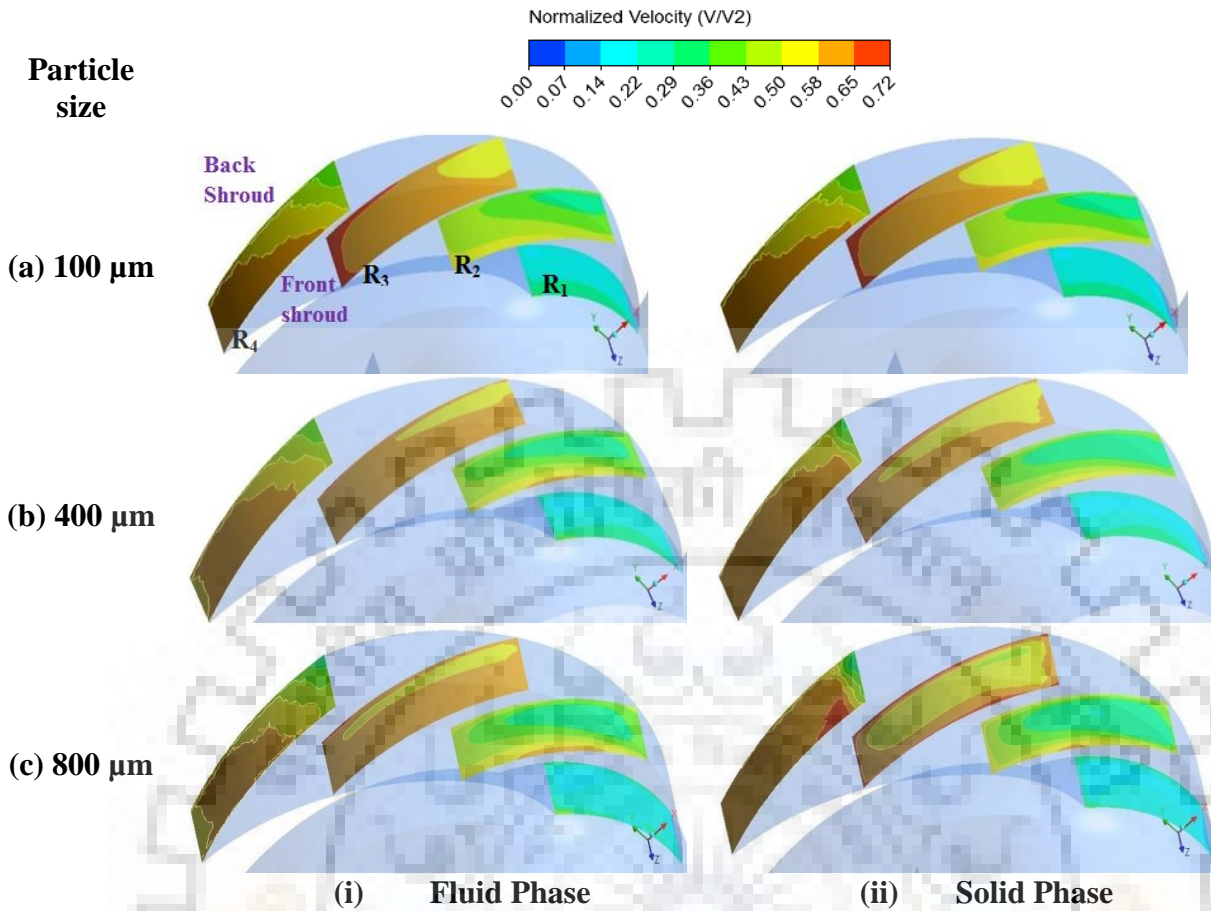 Normalized Velocity (V/V2)
0.00 0.07 0.14 0.22 0.29 0.36 0.43 0.50 0.58 0.65 0.72
Particle
size
Back
Shroud
(a) 100 µm
Front
shroud
R₃
R₂
R₁
R₄
Y
X
Z
Y
X
Z
(b) 400 µm
Y
X
Z
Y
X
Z
(c) 800 µm
Y
X
Z
Y
X
Z
(i) Fluid Phase
(ii) Solid Phase